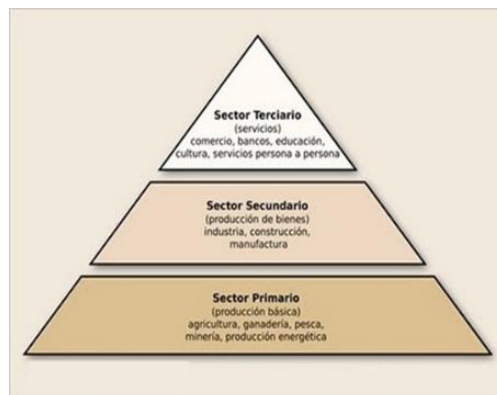 Sector Terciario
(servicios)
comercio, bancos, educación,
cultura, servicios persona a persona
Sector Secundario
(producción de bienes)
industria, construcción,
manufactura
Sector Primario
(producción básica)
agricultura, ganadería, pesca,
minería, producción energética